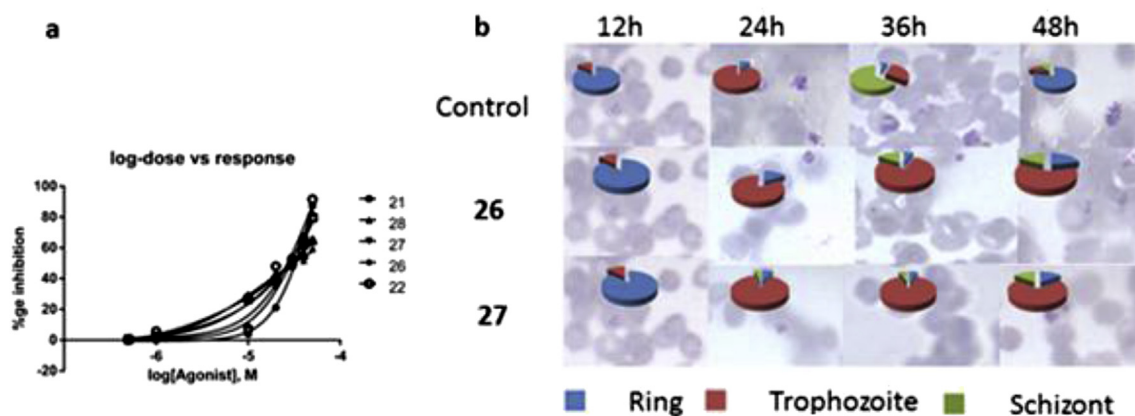 a
log-dose vs response
100
80
60
40
20
0
-20
%ge inhibition
-6
-5
-4
log[Agonist], M
21
28
27
26
22
b
12h 24h 36h 48h
Control
26
27
Ring Trophozoite Schizont